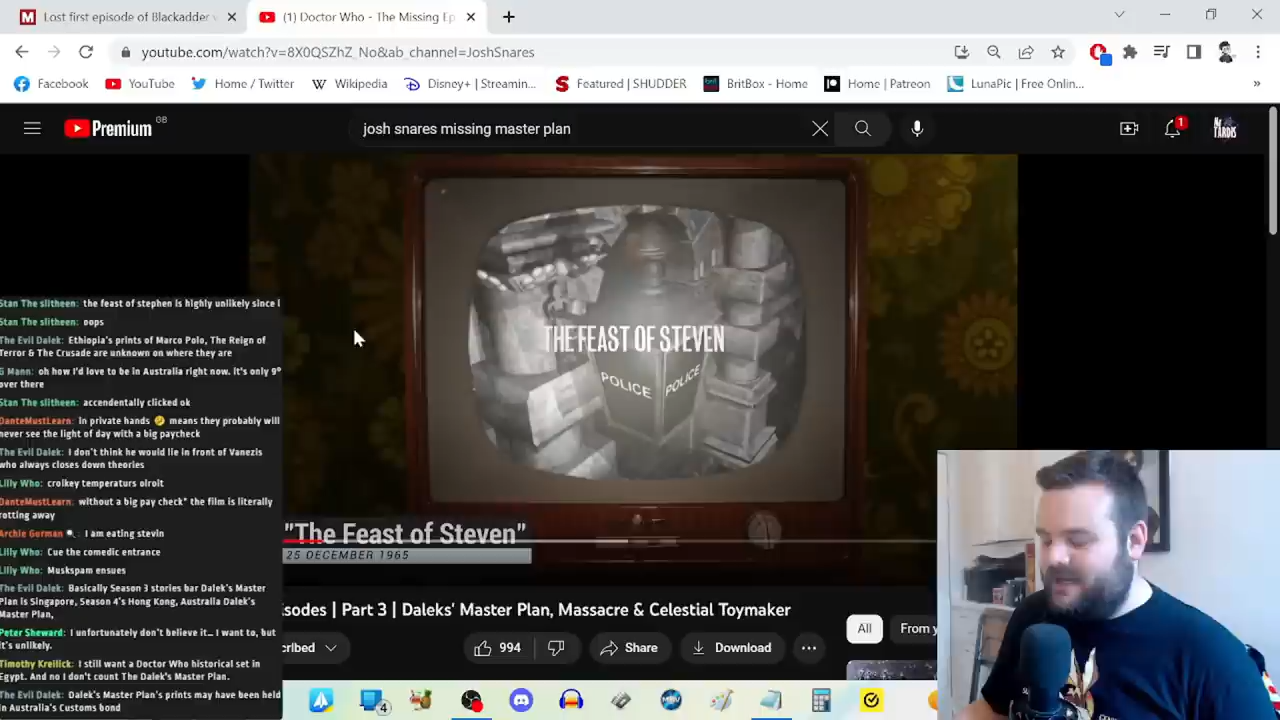 Lost first episode of Blackadder
(1) Doctor Who - The Missing Ep
youtube.com/watch?v=8X0QSZhZ_No&ab_channel=JoshSnares
Facebook
YouTube
Home / Twitter
Wikipedia
Disney+ | Streamin...
Featured | SHUDDER
BritBox - Home
Home | Patreon
LunaPic | Free Onlin...
»
Premium GB
josh snares missing master plan
1
THE FEAST OF STEVEN
POLICE POLICE
"The Feast of Steven"
25 DECEMBER 1965
Stan The slitheen: the feast of stephen is highly unlikely since i
Stan The slitheen: oops
The Evil Dalek: Ethiopia's prints of Marco Polo, The Reign of
Terror & The Crusade are unknown on where they are
G Mann: oh how I'd love to be in Australia right now. it's only 9°
over there
Stan The slitheen: accendentally clicked ok
DanteMustLearn: In private hands 🤨 means they probably will
never see the light of day with a big paycheck
The Evil Dalek: I don't think he would lie in front of Vanezis
who always closes down theories
Lilly Who: croikey temperaturs olrolt
DanteMustLearn: without a big pay check* the film is literally
rotting away
Archie Gorman 🔍: I am eating stevin
Lilly Who: Cue the comedic entrance
Lilly Who: Muskspam ensues
The Evil Dalek: Basically Season 3 stories bar Dalek's Master
Plan is Singapore, Season 4's Hong Kong, Australia Dalek's
Master Plan,
Peter Sheward: I unfortunately don't believe it... I want to, but
it's unlikely.
Timothy Kreilick: I still want a Doctor Who historical set in
Egypt. And no I don't count The Dalek's Master Plan.
The Evil Dalek: Dalek's Master Plan's prints may have been held
in Australia's Customs bond
isodes | Part 3 | Daleks' Master Plan, Massacre & Celestial Toymaker
cribed
994
Share
Download
All
From y
4